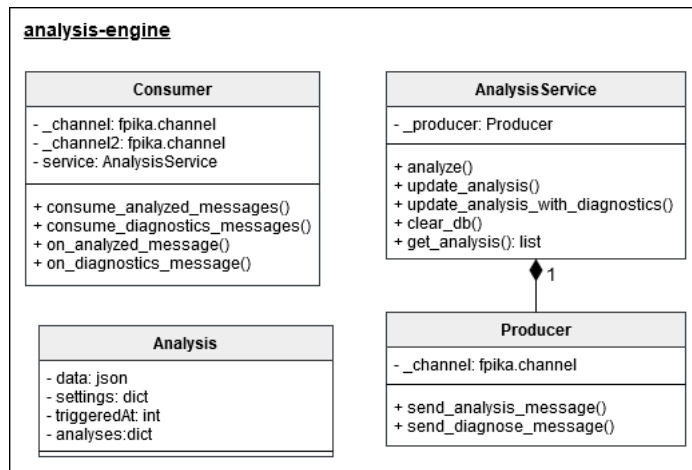 analysis-engine
Consumer
- _channel: fpika.channel
- _channel2: fpika.channel
- service: AnalysisService
+ consume_analyzed_messages()
+ consume_diagnostics_messages()
+ on_analyzed_message()
+ on_diagnostics_message()
AnalysisService
- _producer: Producer
+ analyze()
+ update_analysis()
+ update_analysis_with_diagnostics()
+ clear_db()
+ get_analysis(): list
1
Analysis
- data: json
- settings: dict
- triggeredAt: int
- analyses:dict
Producer
- _channel: fpika.channel
+ send_analysis_message()
+ send_diagnose_message()